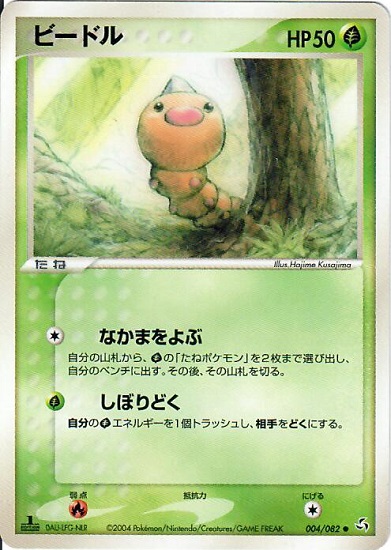 ビードル HP50
たね
Illus. Hajime Kusajima
なかまをよぶ
自分の山札から、の「たねポケモン」を2枚まで選び出し、
自分のベンチに出す。その後、その山札を切る。
しぼりどく
自分のエネルギーを1個トラッシュし、相手をどくにする。
弱点 抵抗力 にげる
1 EDITION DAU-LFG-NLR ©2004 Pokémon/Nintendo/Creatures/GAME FREAK 004/082 ●